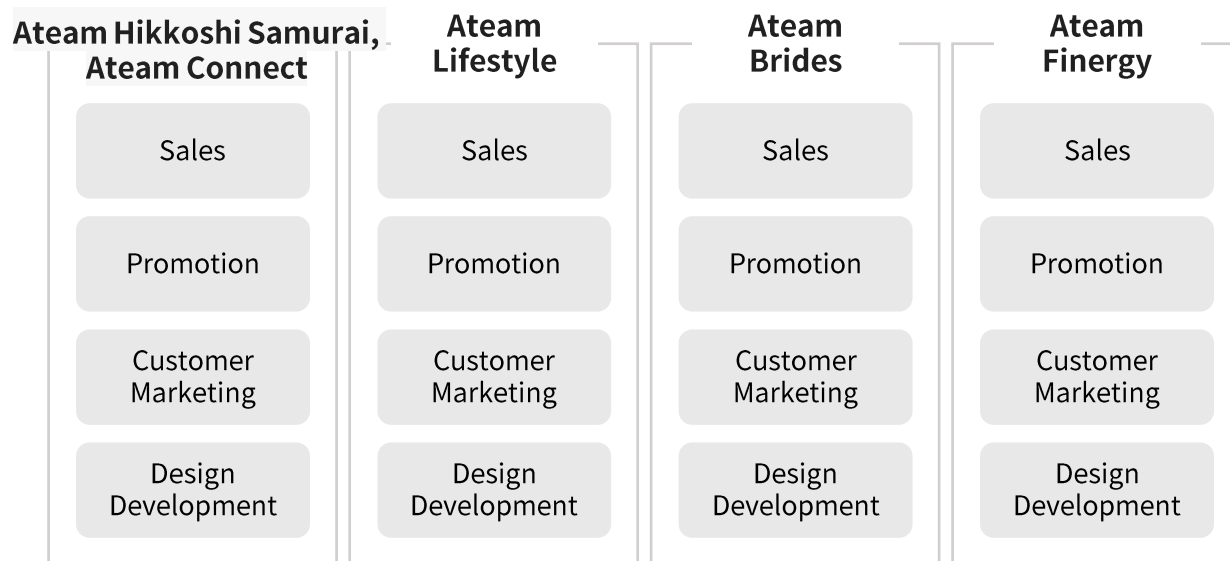 Ateam Hikkoshi Samurai,
Ateam Connect
Sales
Promotion
Customer
Marketing
Design
Development
Ateam
Lifestyle
Sales
Promotion
Customer
Marketing
Design
Development
Ateam
Brides
Sales
Promotion
Customer
Marketing
Design
Development
Ateam
Finergy
Sales
Promotion
Customer
Marketing
Design
Development